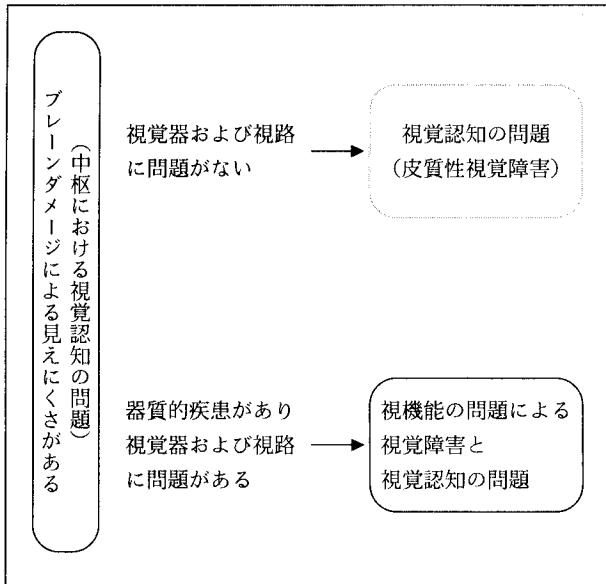 ブレーンダメージによる見えにくさがある
(中枢における視覚認知の問題)
視覚器および視路
に問題がない
視覚認知の問題
(皮質性視覚障害)
器質的疾患があり
視覚器および視路
に問題がある
視機能の問題による
視覚障害と
視覚認知の問題